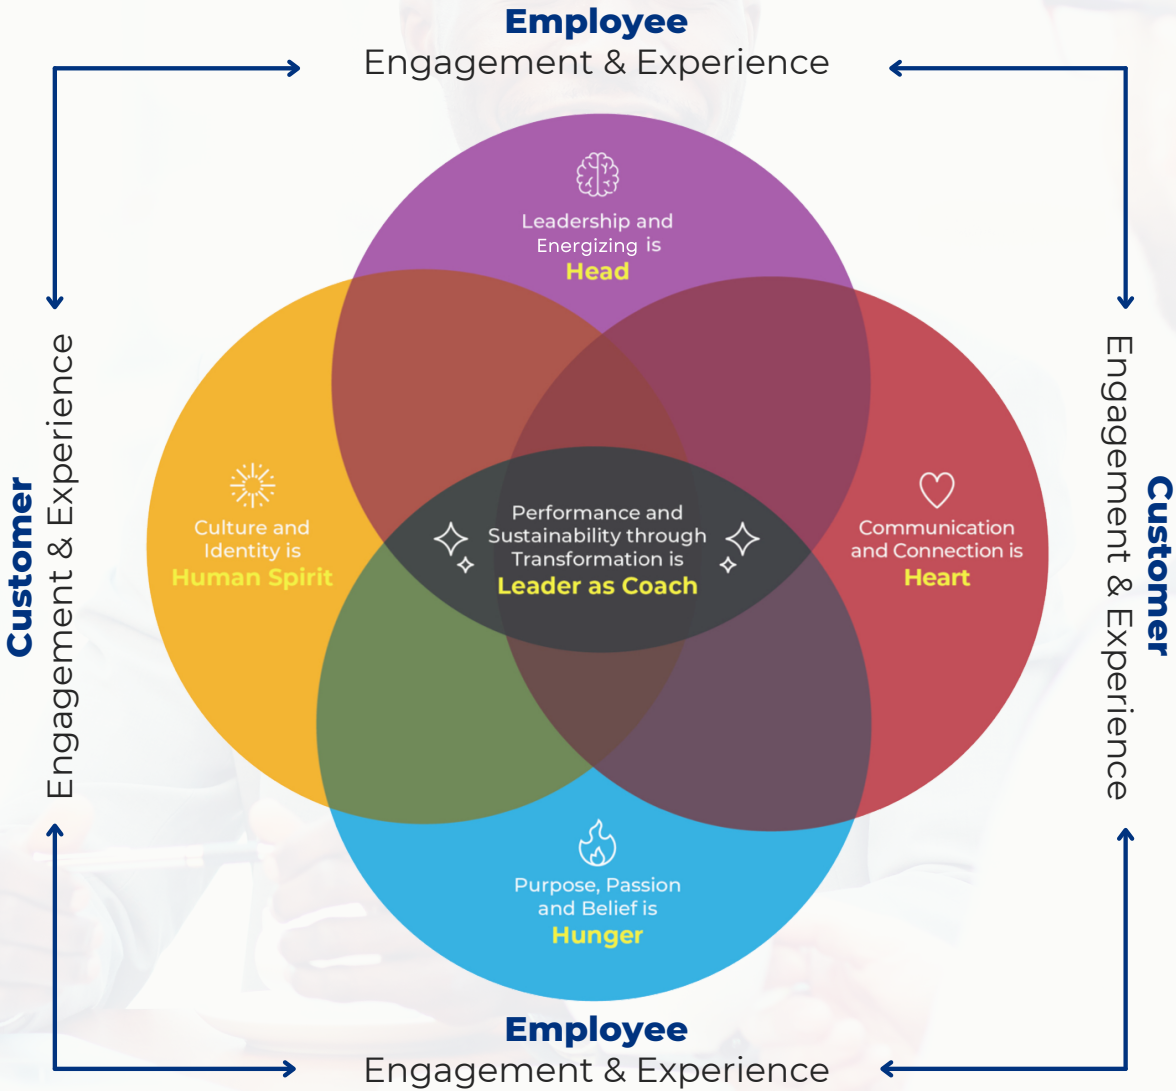 Employee
Engagement & Experience
Leadership and
Energizing is
Head
Customer
Engagement & Experience
Culture and
Identity is
Human Spirit
Performance and
Sustainability through
Transformation is
Leader as Coach
Communication
and Connection is
Heart
Customer
Engagement & Experience
Purpose, Passion
and Belief is
Hunger
Employee
Engagement & Experience